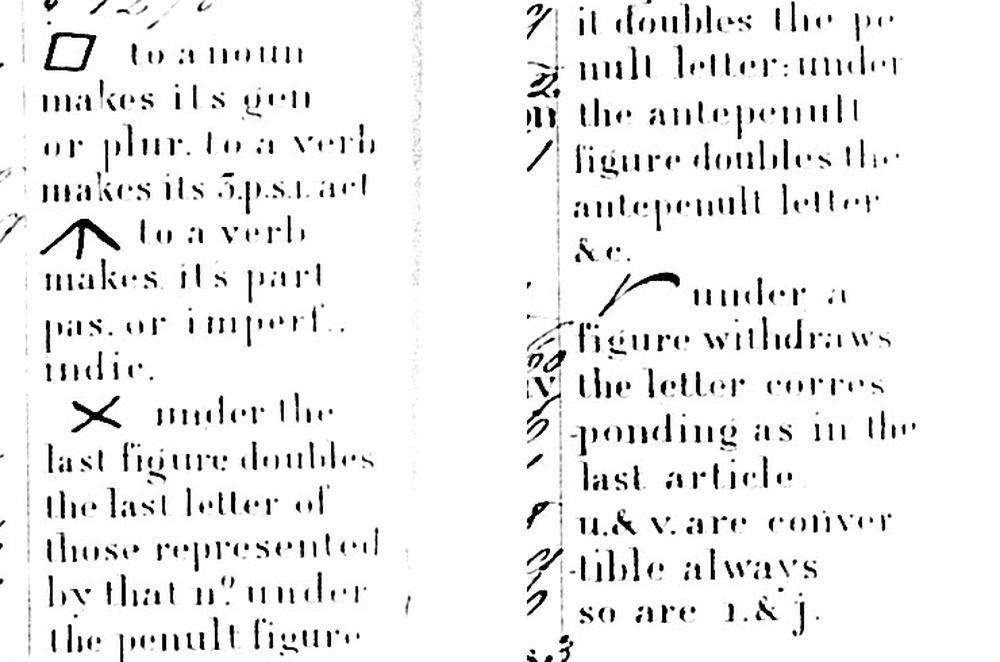 to a noun
makes its gen
or plur. to a verb
makes its 3.p.s.i. act
to a verb
makes it's part
pas. or imperf..
indic.
under the
last figure doubles
the last letter of
those represented
by that nº under
the penult figure
it doubles the pe
nult letter: under
the antepenult
figure doubles the
antepenult letter
&c.
under a
figure withdraws
the letter corres
-ponding as in the
last article
u. & v. are conver
-tible always
so are 1. & j.